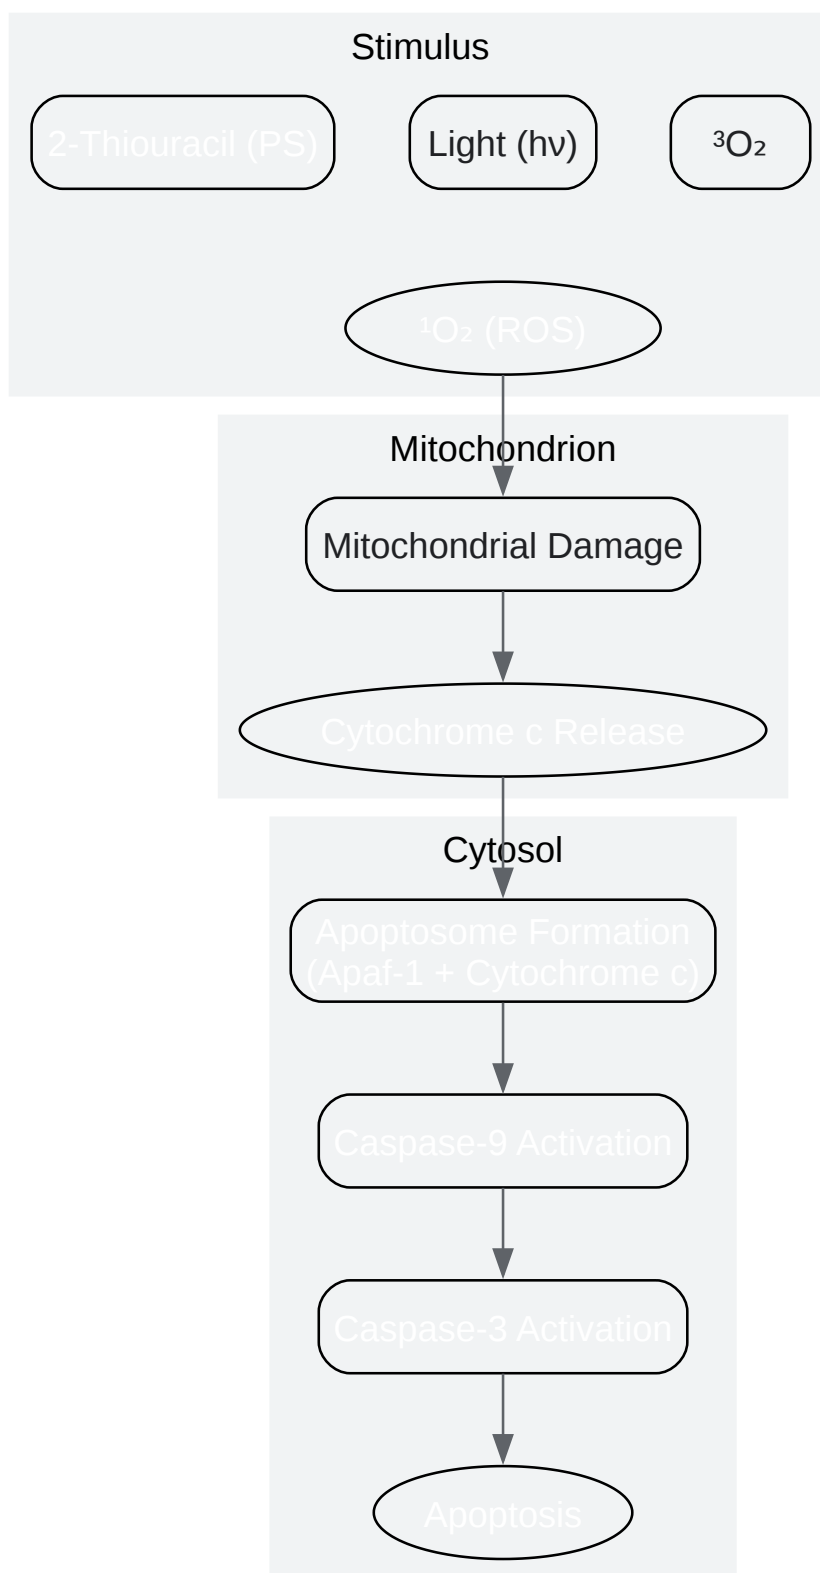 Stimulus
2-Thiouracil (PS)
Light (hν)
³O₂
¹O₂ (ROS)
Mitochondrion
Mitochondrial Damage
Cytochrome c Release
Cytosol
Apoptosome Formation
(Apaf-1 + Cytochrome c)
Caspase-9 Activation
Caspase-3 Activation
Apoptosis